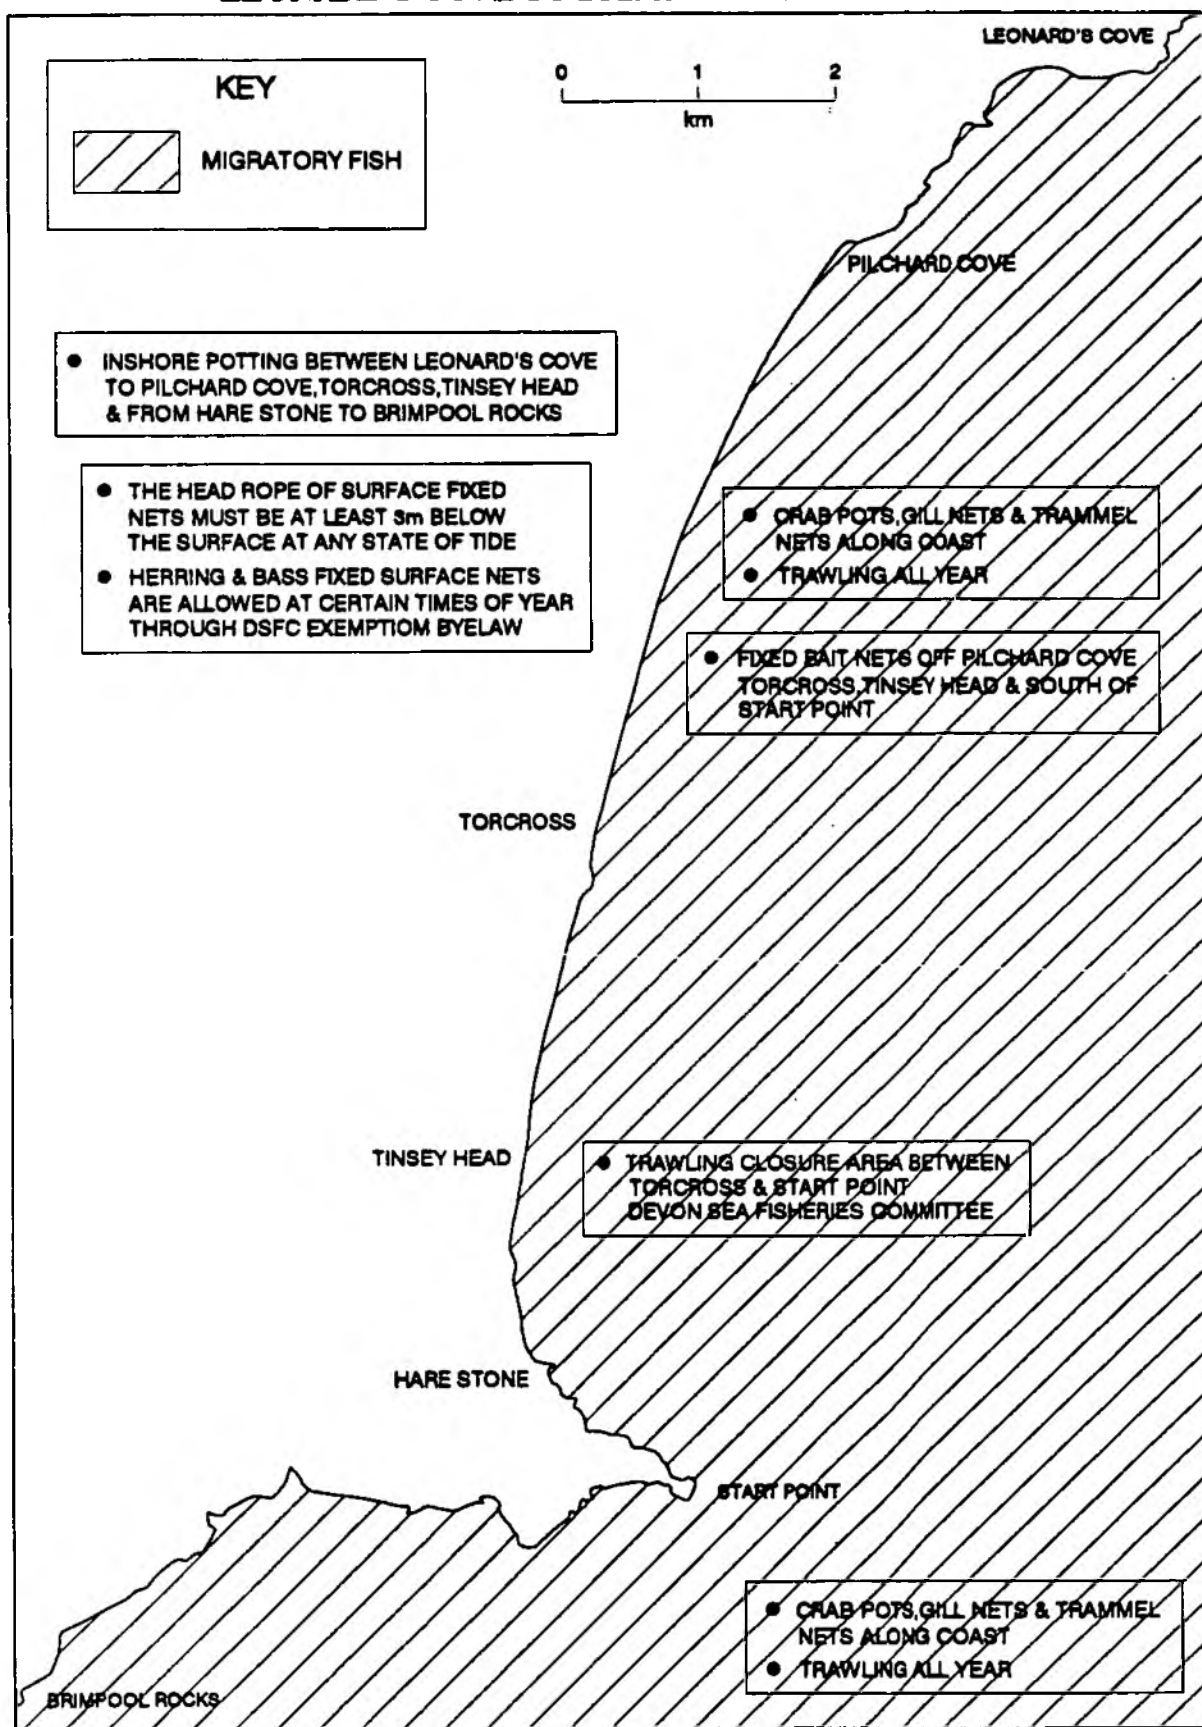 LEONARD'S COVE
KEY
MIGRATORY FISH
0 1 2
km
PILCHARD COVE
● INSHORE POTTING BETWEEN LEONARD'S COVE
TO PILCHARD COVE,TORCROSS,TINSEY HEAD
& FROM HARE STONE TO BRIMPOOL ROCKS
● THE HEAD ROPE OF SURFACE FIXED
NETS MUST BE AT LEAST 3m BELOW
THE SURFACE AT ANY STATE OF TIDE
● HERRING & BASS FIXED SURFACE NETS
ARE ALLOWED AT CERTAIN TIMES OF YEAR
THROUGH DSFC EXEMPTIOM BYELAW
● CRAB POTS,GILL NETS & TRAMMEL
NETS ALONG COAST
● TRAWLING ALL YEAR
● FIXED BAIT NETS OFF PILCHARD COVE
TORCROSS,TINSEY HEAD & SOUTH OF
START POINT
TORCROSS
TINSEY HEAD
● TRAWLING CLOSURE AREA BETWEEN
TORCROSS & START POINT
DEVON SEA FISHERIES COMMITTEE
HARE STONE
START POINT
● CRAB POTS,GILL NETS & TRAMMEL
NETS ALONG COAST
● TRAWLING ALL YEAR
BRIMPOOL ROCKS